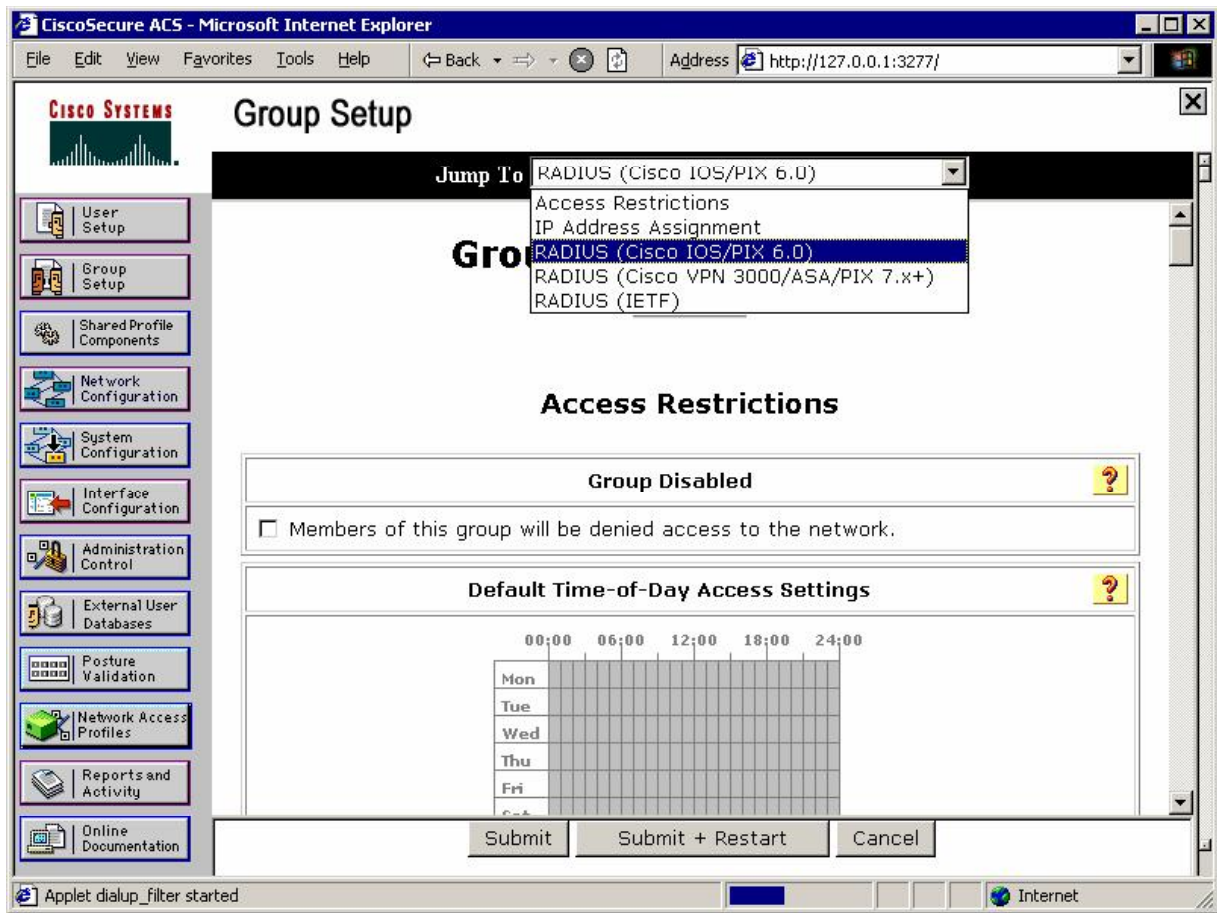 CiscoSecure ACS - Microsoft Internet Explorer
File Edit View Favorites Tools Help Back Address http://127.0.0.1:3277/
CISCO SYSTEMS
Group Setup
Jump To RADIUS (Cisco IOS/PIX 6.0)
Access Restrictions
IP Address Assignment
RADIUS (Cisco IOS/PIX 6.0)
RADIUS (Cisco VPN 3000/ASA/PIX 7.x+)
RADIUS (IETF)
User
Setup
Group
Setup
Shared Profile
Components
Network
Configuration
System
Configuration
Interface
Configuration
Administration
Control
External User
Databases
Posture
Validation
Network Access
Profiles
Reports and
Activity
Online
Documentation
Access Restrictions
Group Disabled
Members of this group will be denied access to the network.
Default Time-of-Day Access Settings
00:00 06:00 12:00 18:00 24:00
Mon
Tue
Wed
Thu
Fri
Submit Submit + Restart Cancel
Applet dialup_filter started Internet